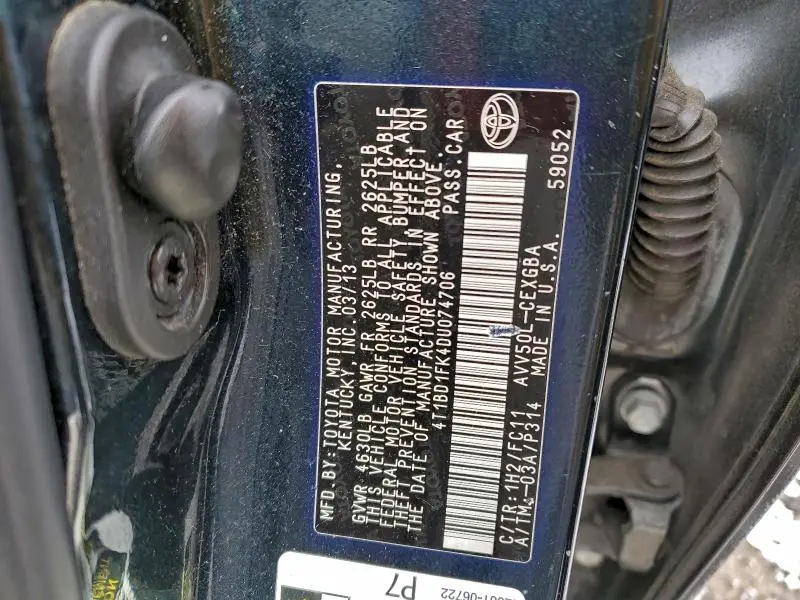 MFD.BY:TOYOTA MOTOR MANUFACTURING,
KENTUCKY INC. 03/13
GVWR 4630LB GAWR FR 2625LB RR 2625LB
THIS VEHICLE CONFORMS TO ALL APPLICABLE
FEDERAL MOTOR VEHICLE SAFETY, BUMPER AND
THEFT PREVENTION STANDARDS IN EFFECT ON
THE DATE OF MANUFACTURE SHOWN ABOVE.
4T1BD1FK4DU074706 PASS.CAR
C/TR:1H2/FC11 AVV50L-CEXGBA
A/TM:-03A/P314 MADE IN U.S.A.
59052
06722
P7